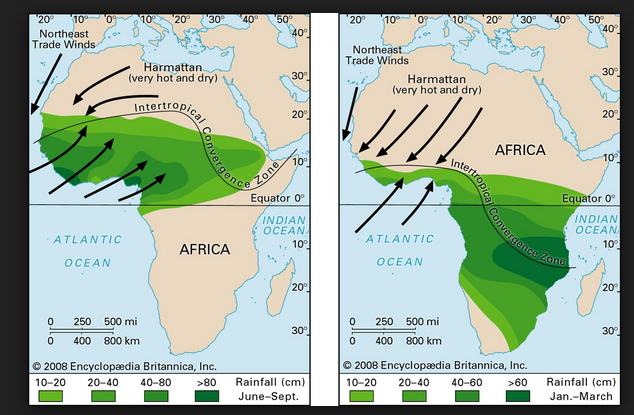 20° 10° 0° 10° 20° 30° 40°
Northeast
Trade Winds
Harmattan
(very hot and dry)
30°
20°
Intertropical Convergence Zone
10°
Equator 0°
INDIAN
OCEAN
ATLANTIC
OCEAN
AFRICA
10°
20°
30°
0 250 500 mi
0 400 800 km
© 2008 Encyclopædia Britannica, Inc.
10–20 20–40 40–80 >80 Rainfall (cm)
June–Sept.
20° 10° 0° 10° 20° 30° 40°
Northeast
Trade Winds
Harmattan
(very hot and dry)
30°
20°
AFRICA
Intertropical Convergence Zone
10°
Equator 0°
INDIAN
OCEAN
ATLANTIC
OCEAN
10°
20°
30°
0 250 500 mi
0 400 800 km
© 2008 Encyclopædia Britannica, Inc.
10–20 20–40 40–60 >60 Rainfall (cm)
Jan.–March